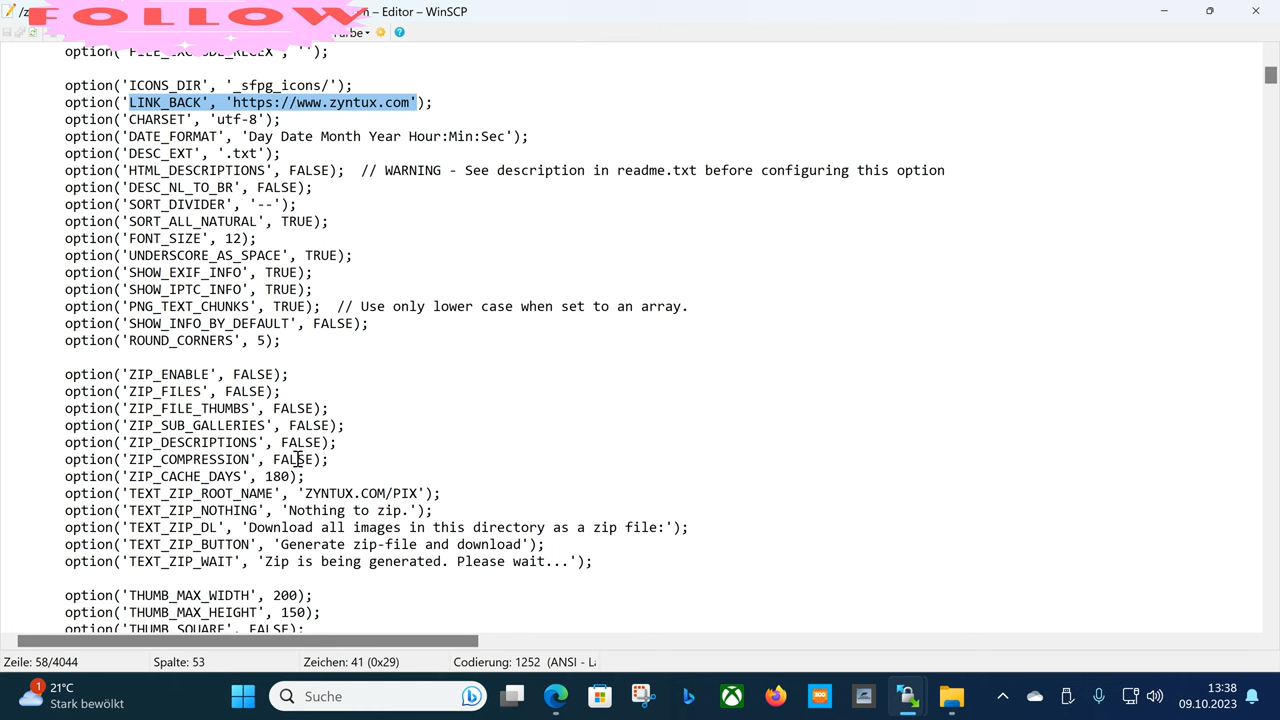 FOLLOW
– Editor – WinSCP
arbe
option('FILE_EXCLUDE_REGEX', '');
option('ICONS_DIR', '_sfpg_icons/');
option('LINK_BACK', 'https://www.zyntux.com');
option('CHARSET', 'utf-8');
option('DATE_FORMAT', 'Day Date Month Year Hour:Min:Sec');
option('DESC_EXT', '.txt');
option('HTML_DESCRIPTIONS', FALSE);  // WARNING - See description in readme.txt before configuring this option
option('DESC_NL_TO_BR', FALSE);
option('SORT_DIVIDER', '--');
option('SORT_ALL_NATURAL', TRUE);
option('FONT_SIZE', 12);
option('UNDERSCORE_AS_SPACE', TRUE);
option('SHOW_EXIF_INFO', TRUE);
option('SHOW_IPTC_INFO', TRUE);
option('PNG_TEXT_CHUNKS', TRUE);  // Use only lower case when set to an array.
option('SHOW_INFO_BY_DEFAULT', FALSE);
option('ROUND_CORNERS', 5);
option('ZIP_ENABLE', FALSE);
option('ZIP_FILES', FALSE);
option('ZIP_FILE_THUMBS', FALSE);
option('ZIP_SUB_GALLERIES', FALSE);
option('ZIP_DESCRIPTIONS', FALSE);
option('ZIP_COMPRESSION', FALSE);
option('ZIP_CACHE_DAYS', 180);
option('TEXT_ZIP_ROOT_NAME', 'ZYNTUX.COM/PIX');
option('TEXT_ZIP_NOTHING', 'Nothing to zip.');
option('TEXT_ZIP_DL', 'Download all images in this directory as a zip file:');
option('TEXT_ZIP_BUTTON', 'Generate zip-file and download');
option('TEXT_ZIP_WAIT', 'Zip is being generated. Please wait...');
option('THUMB_MAX_WIDTH', 200);
option('THUMB_MAX_HEIGHT', 150);
option('THUMB_SQUARE', FALSE);
Zeile: 58/4044 Spalte: 53 Zeichen: 41 (0x29) Codierung: 1252 (ANSI - La
1 21°C
Stark bewölkt
Suche
13:38
09.10.2023